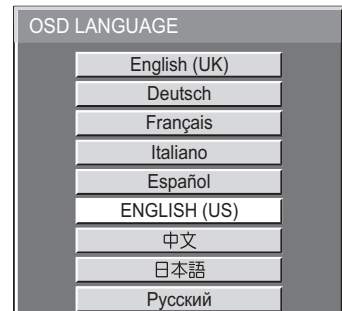 OSD LANGUAGE
English (UK)
Deutsch
Français
Italiano
Español
ENGLISH (US)
中文
日本語
Русский